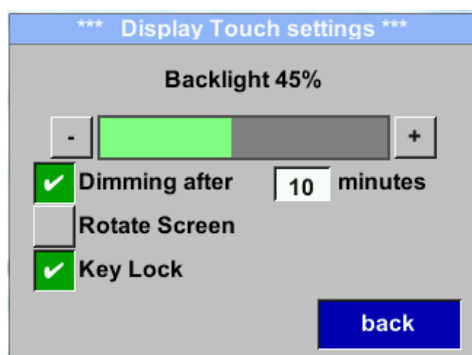 *** Display Touch settings ***
Backlight 45%
- +
Dimming after 10 minutes
Rotate Screen
Key Lock
back